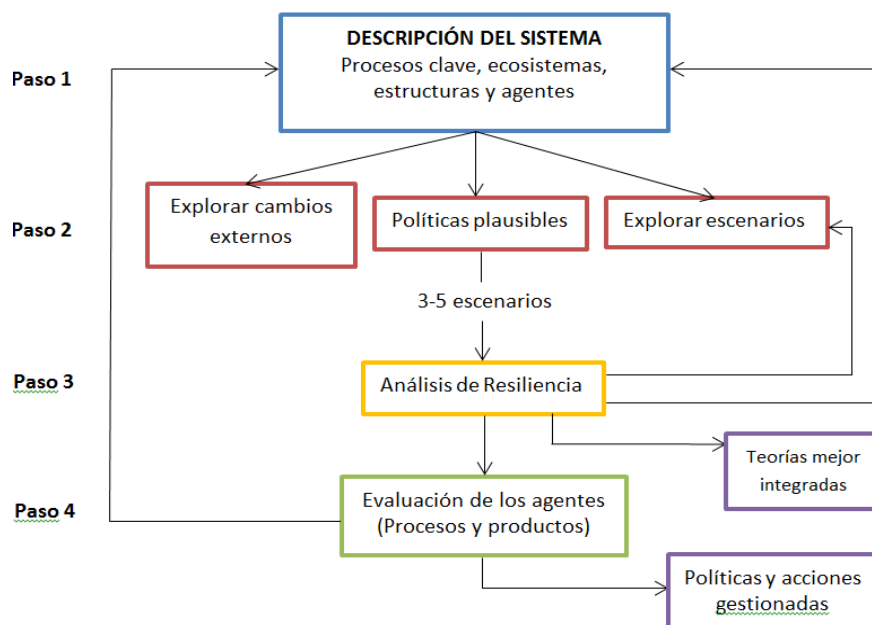 DESCRIPCIÓN DEL SISTEMA
Procesos clave, ecosistemas,
estructuras y agentes
Paso 1
Explorar cambios
externos
Políticas plausibles
Explorar escenarios
Paso 2
3-5 escenarios
Paso 3
Análisis de Resiliencia
Teorías mejor
integradas
Paso 4
Evaluación de los agentes
(Procesos y productos)
Políticas y acciones
gestionadas